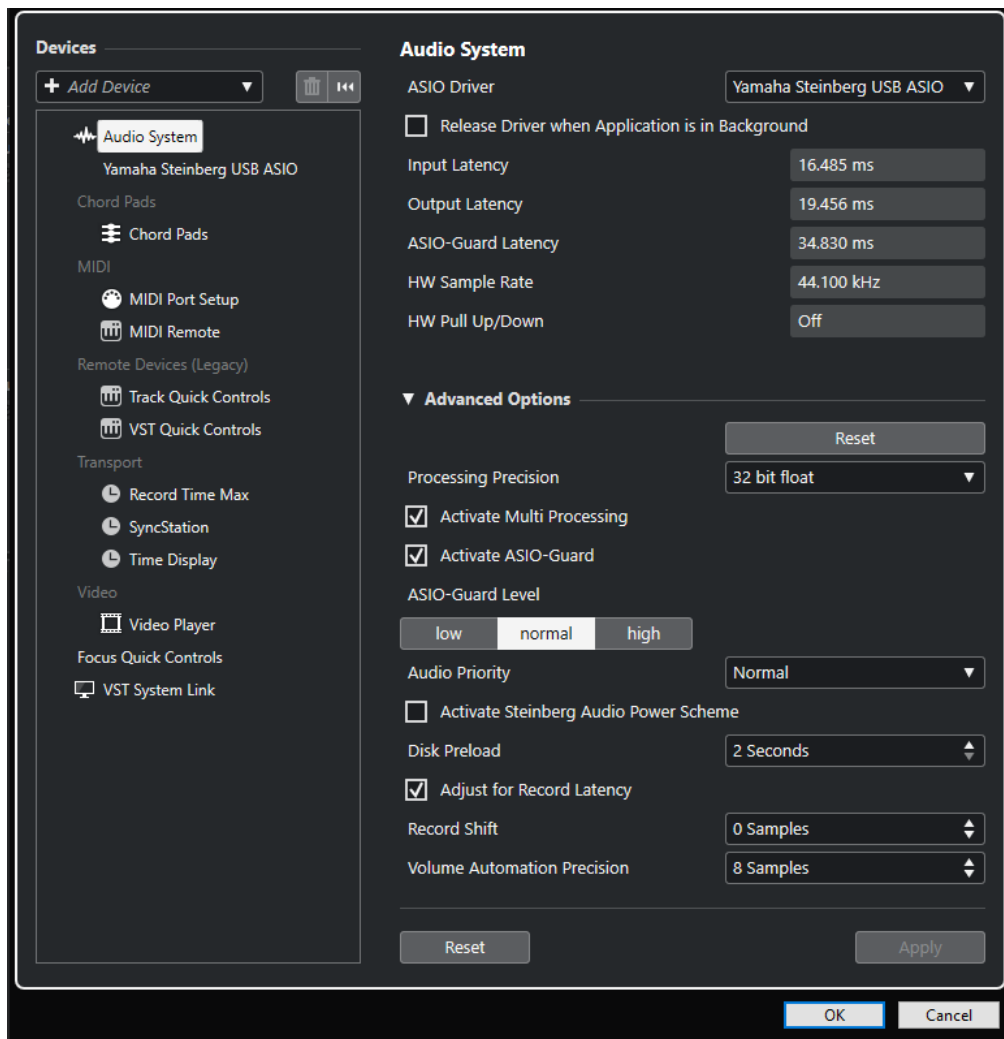 Devices
Add Device
Audio System
Yamaha Steinberg USB ASIO
Chord Pads
Chord Pads
MIDI
MIDI Port Setup
MIDI Remote
Remote Devices (Legacy)
Track Quick Controls
VST Quick Controls
Transport
Record Time Max
SyncStation
Time Display
Video
Video Player
Focus Quick Controls
VST System Link
Audio System
ASIO Driver Yamaha Steinberg USB ASIO
Release Driver when Application is in Background
Input Latency 16.485 ms
Output Latency 19.456 ms
ASIO-Guard Latency 34.830 ms
HW Sample Rate 44.100 kHz
HW Pull Up/Down Off
Advanced Options
Reset
Processing Precision 32 bit float
Activate Multi Processing
Activate ASIO-Guard
ASIO-Guard Level
low normal high
Audio Priority Normal
Activate Steinberg Audio Power Scheme
Disk Preload 2 Seconds
Adjust for Record Latency
Record Shift 0 Samples
Volume Automation Precision 8 Samples
Reset Apply
OK Cancel